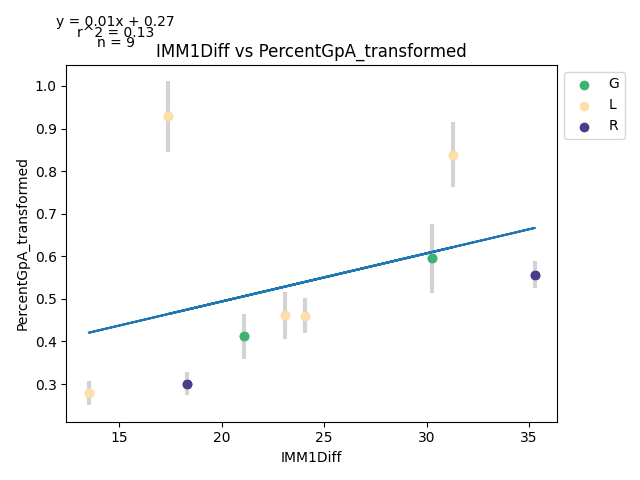 y = 0.01x + 0.27
r^2 = 0.13
n = 9
IMM1Diff vs PercentGpA_transformed
G
L
R
PercentGpA_transformed
1.0
0.9
0.8
0.7
0.6
0.5
0.4
0.3
15
20
25
30
35
IMM1Diff